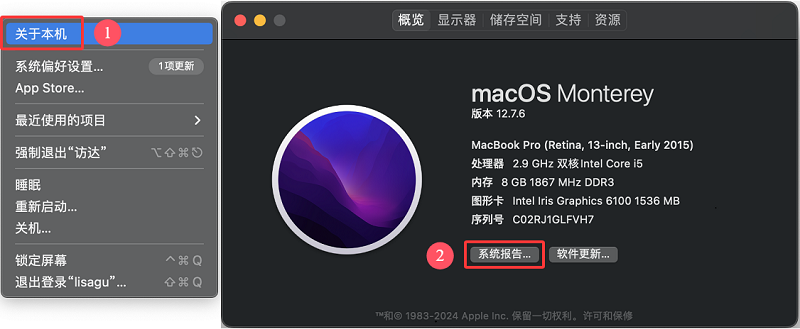 关于本机
1
系统偏好设置...
1项更新
App Store...
最近使用的项目
强制退出“访达”
⌥⇧⌘⎋
睡眠
重新启动...
关机...
锁定屏幕
^⌘Q
退出登录“lisagu”...
⇧⌘Q
概览
显示器
储存空间
支持
资源
macOS Monterey
版本 12.7.6
MacBook Pro (Retina, 13-inch, Early 2015)
处理器 2.9 GHz 双核Intel Core i5
内存 8 GB 1867 MHz DDR3
图形卡 Intel Iris Graphics 6100 1536 MB
序列号 C02RJ1GLFVH7
2
系统报告...
软件更新...
™和© 1983-2024 Apple Inc. 保留一切权利。许可和保修